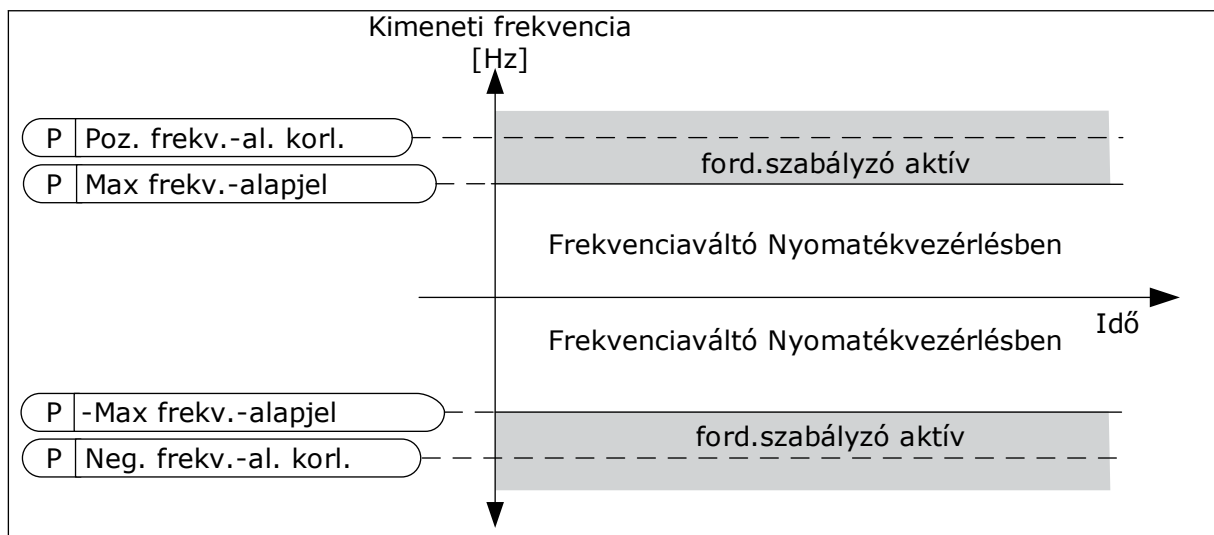 Kimeneti frekvencia
[Hz]
P Poz. frekv.-al. korl.
ford.szabályzó aktív
P Max frekv.-alapjel
Frekvenciaváltó Nyomatékvezérlésben
Idő
Frekvenciaváltó Nyomatékvezérlésben
P -Max frekv.-alapjel
ford.szabályzó aktív
P Neg. frekv.-al. korl.